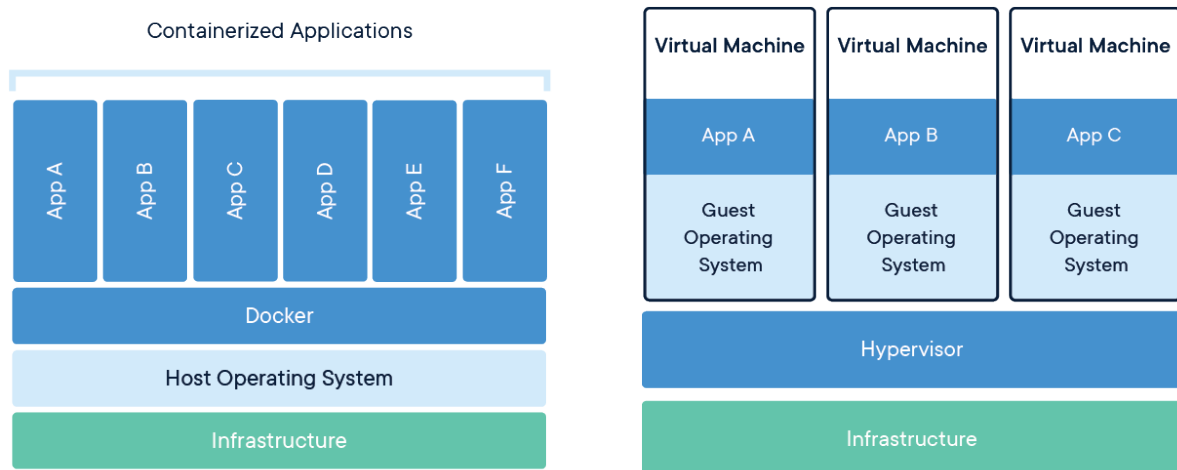 Containerized Applications
App A
App B
App C
App D
App E
App F
Docker
Host Operating System
Infrastructure
Virtual Machine
App A
Guest
Operating
System
Virtual Machine
App B
Guest
Operating
System
Virtual Machine
App C
Guest
Operating
System
Hypervisor
Infrastructure